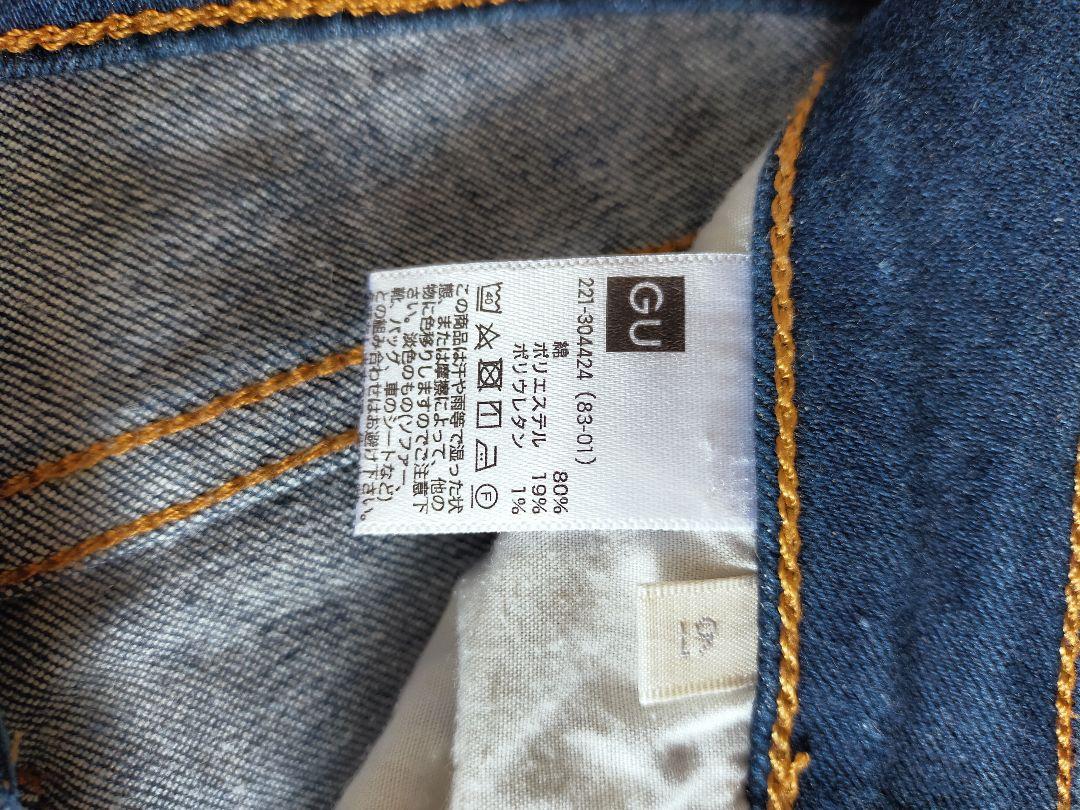 GU
221-304424 (83-01)
綿 80%
ポリエステル 19%
ポリウレタン 1%
40
F
この商品は汗や雨等で湿った状
態、または摩擦によって、他の
物に色移りしますのでご注意下
さい。淡色のもの(ソファー、
靴、バッグ、車のシートなど)
との組み合わせはお避け下さい。